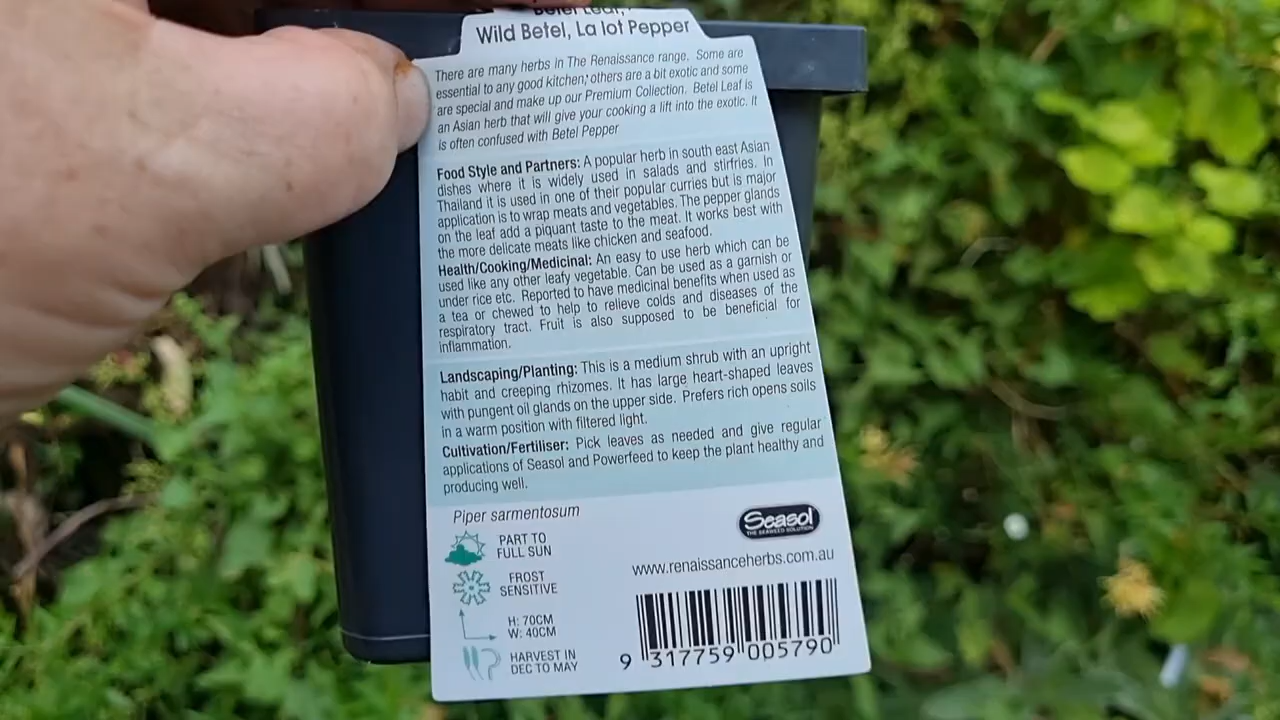 Betel Leaf,
Wild Betel, La lot Pepper
There are many herbs in The Renaissance range. Some are
essential to any good kitchen; others are a bit exotic and some
are special and make up our Premium Collection. Betel Leaf is
an Asian herb that will give your cooking a lift into the exotic. It
is often confused with Betel Pepper
Food Style and Partners: A popular herb in south east Asian
dishes where it is widely used in salads and stirfries. In
Thailand it is used in one of their popular curries but is major
application is to wrap meats and vegetables. The pepper glands
on the leaf add a piquant taste to the meat. It works best with
the more delicate meats like chicken and seafood.
Health/Cooking/Medicinal: An easy to use herb which can be
used like any other leafy vegetable. Can be used as a garnish or
under rice etc. Reported to have medicinal benefits when used as
a tea or chewed to help to relieve colds and diseases of the
respiratory tract. Fruit is also supposed to be beneficial for
inflammation.
Landscaping/Planting: This is a medium shrub with an upright
habit and creeping rhizomes. It has large heart-shaped leaves
with pungent oil glands on the upper side. Prefers rich opens soils
in a warm position with filtered light.
Cultivation/Fertiliser: Pick leaves as needed and give regular
applications of Seasol and Powerfeed to keep the plant healthy and
producing well.
Piper sarmentosum
PART TO
FULL SUN
FROST
SENSITIVE
H: 70CM
W: 40CM
HARVEST IN
DEC TO MAY
Seasol
THE SEAWEED SOLUTION
www.renaissanceherbs.com.au
9 317759 005790